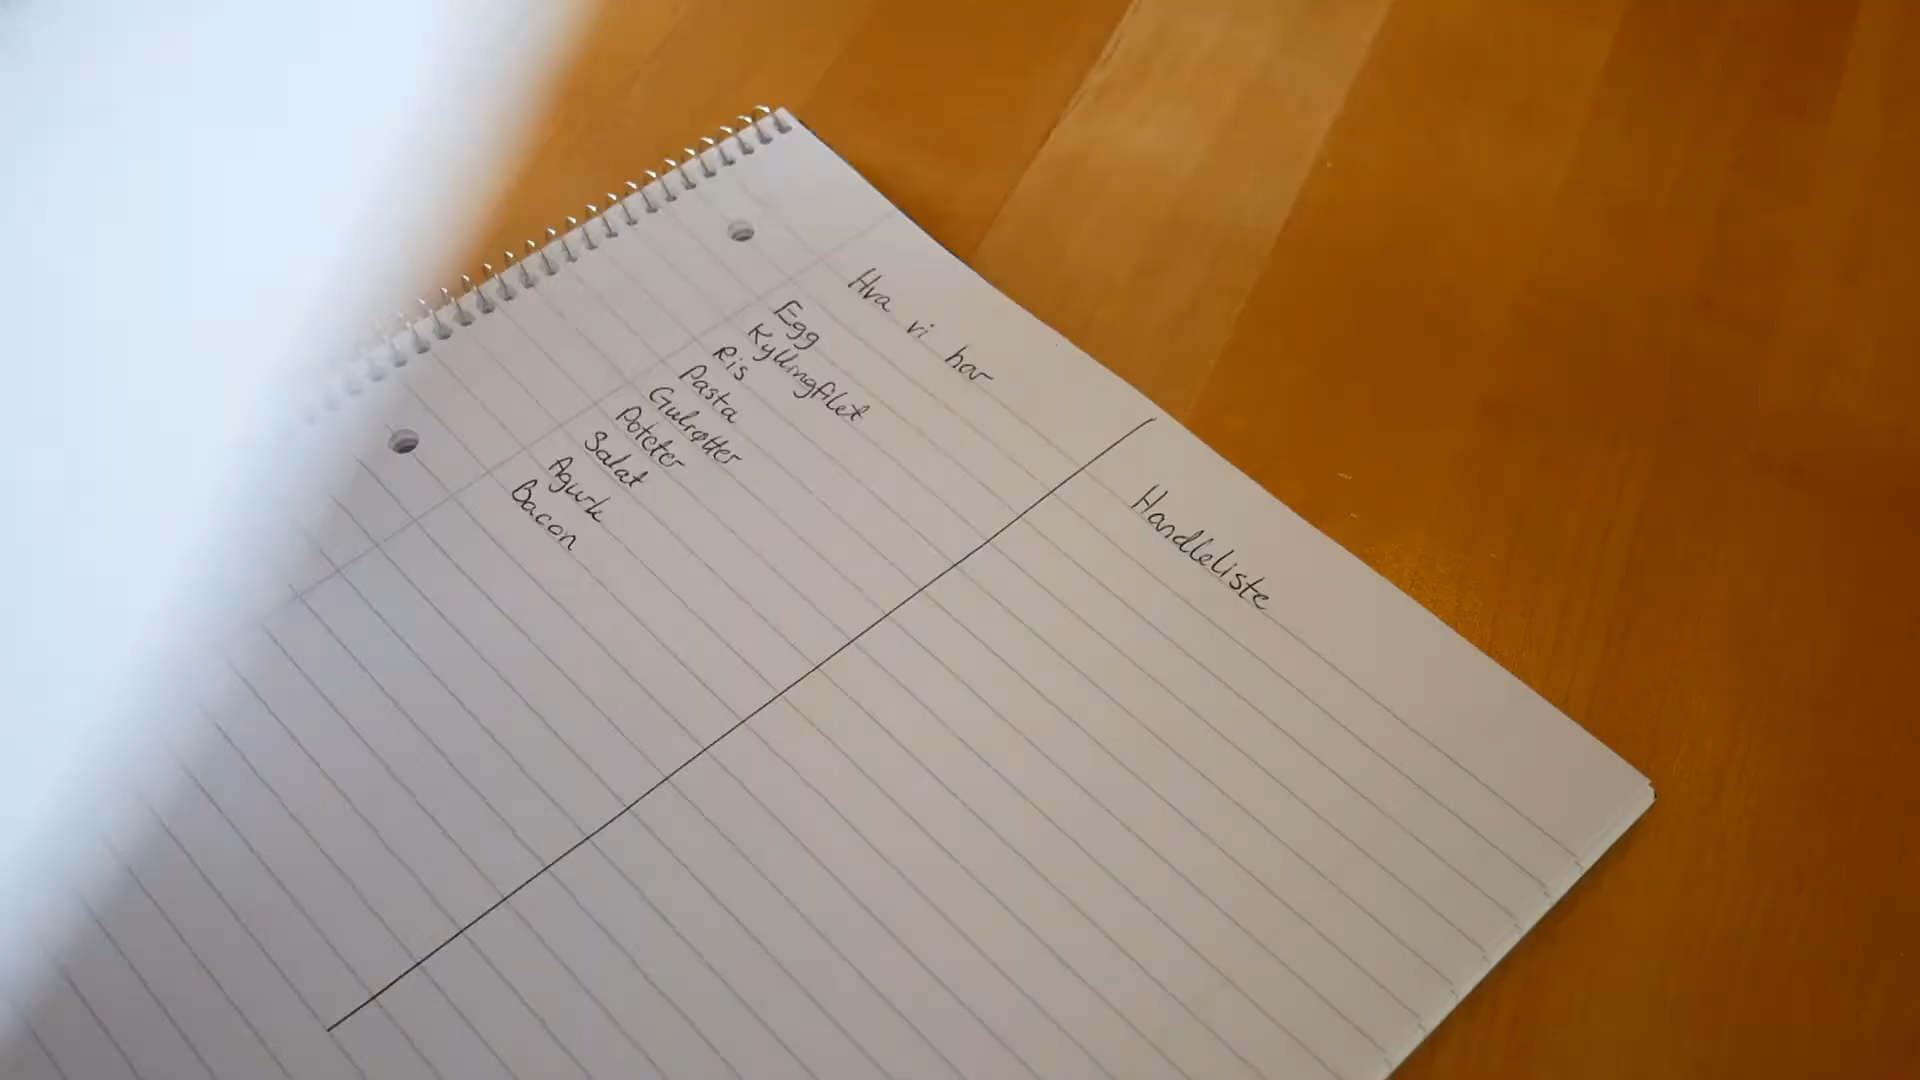 Hva vi har
Egg
Kyllingfilet
Ris
Pasta
Gulrøtter
Poteter
Salat
Agurk
Bacon
Handleliste